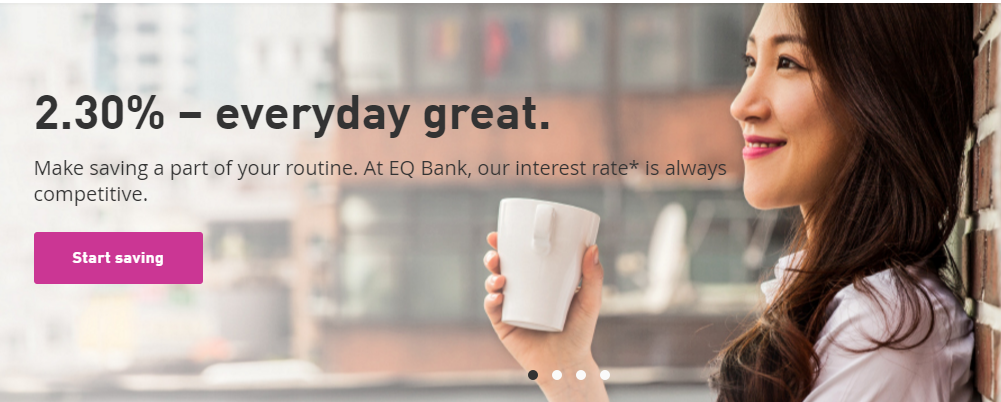 2.30% – everyday great.
Make saving a part of your routine. At EQ Bank, our interest rate* is always
competitive.
Start saving